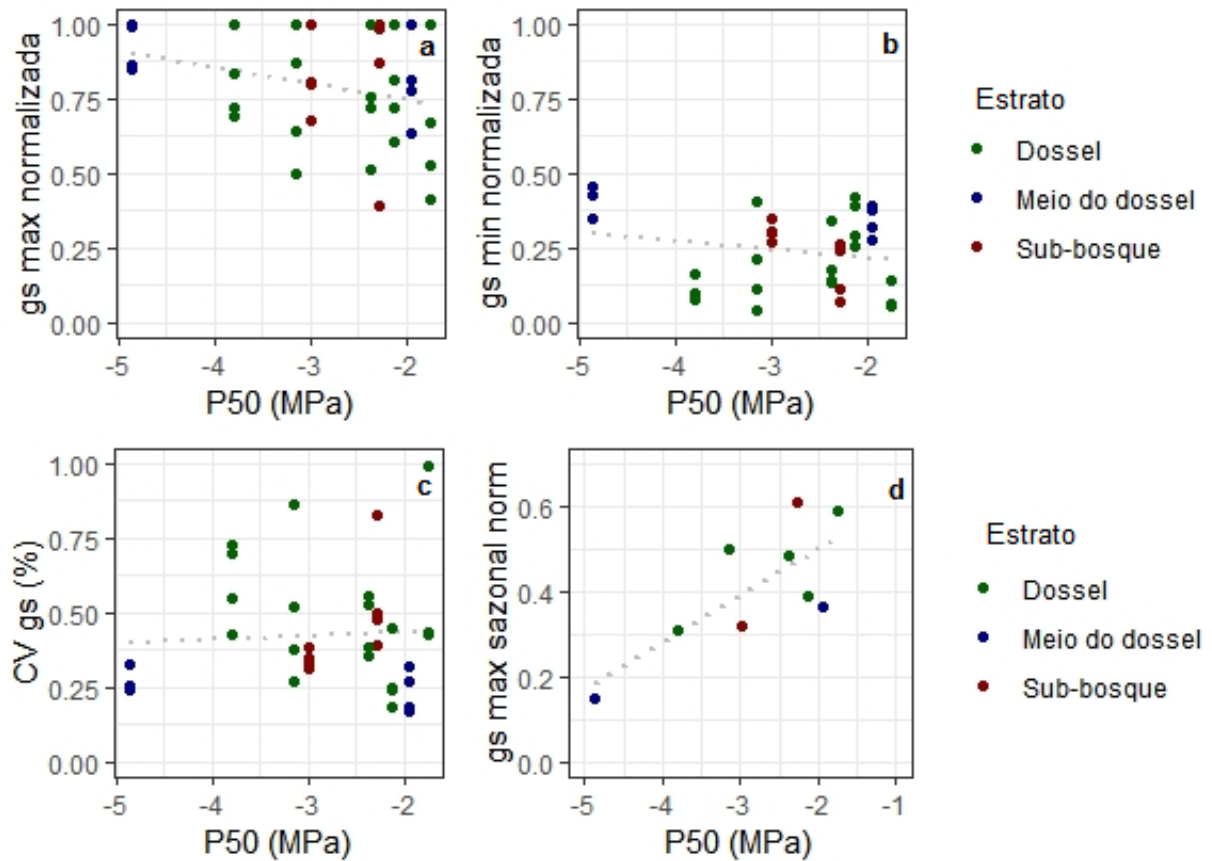 gs max normalizada
1.00
0.75
0.50
0.25
0.00
a
-5 -4 -3 -2
P50 (MPa)
gs min normalizada
1.00
0.75
0.50
0.25
0.00
b
-5 -4 -3 -2
P50 (MPa)
Estrato
Dossel
Meio do dossel
Sub-bosque
CV gs (%)
1.00
0.75
0.50
0.25
0.00
c
-5 -4 -3 -2
P50 (MPa)
gs max sazonal norm
0.6
0.4
0.2
0.0
d
-5 -4 -3 -2 -1
P50 (MPa)
Estrato
Dossel
Meio do dossel
Sub-bosque